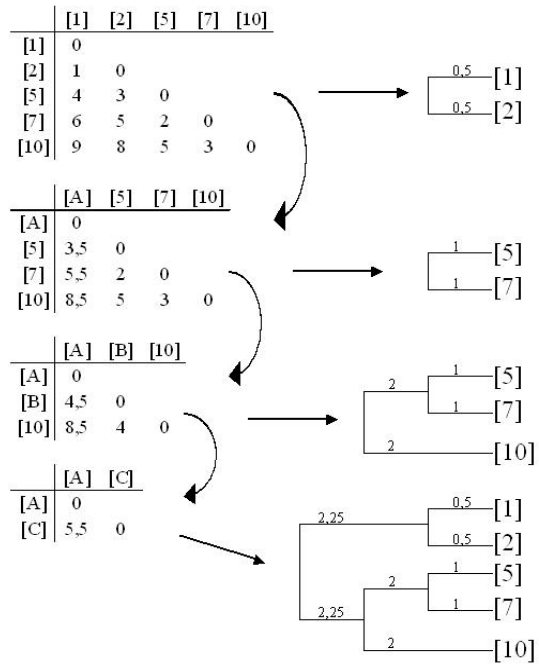 [1] [2] [5] [7] [10]
[1] 0
[2] 1 0
[5] 4 3 0
[7] 6 5 2 0
[10] 9 8 5 3 0
0,5 [1]
0,5 [2]
[A] [5] [7] [10]
[A] 0
[5] 3,5 0
[7] 5,5 2 0
[10] 8,5 5 3 0
1 [5]
1 [7]
[A] [B] [10]
[A] 0
[B] 4,5 0
[10] 8,5 4 0
1 [5]
2
1 [7]
2 [10]
[A] [C]
[A] 0
[C] 5,5 0
0,5 [1]
2,25
0,5 [2]
1 [5]
2
1 [7]
2,25
2 [10]